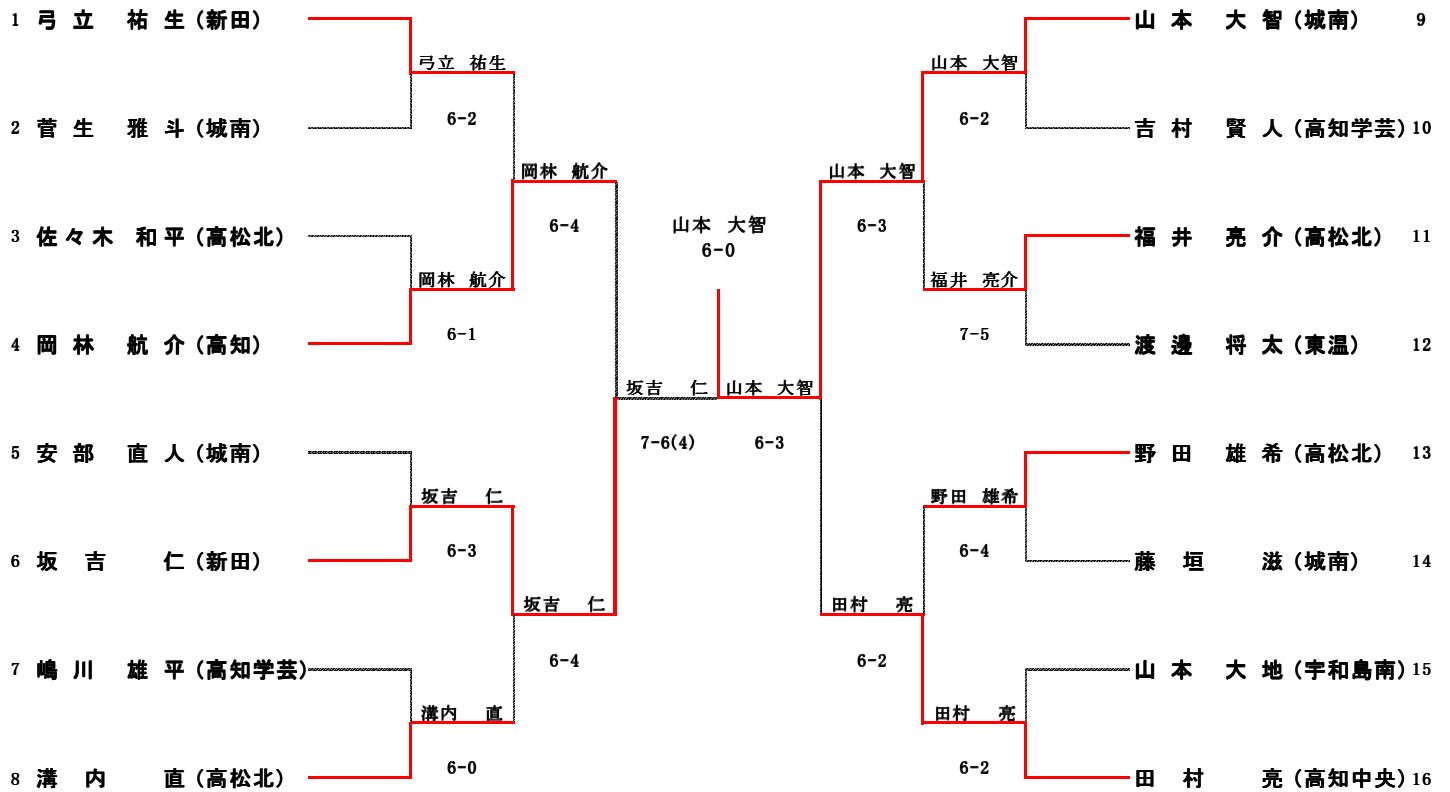 1 弓立 祐生(新田)
弓立 祐生
6-2
2 菅生 雅斗(城南)
岡林 航介
6-4
3 佐々木 和平(高松北)
岡林 航介
6-1
4 岡林 航介(高知)
坂吉 仁
7-6(4)
5 安部 直人(城南)
坂吉 仁
6-3
6 坂吉 仁(新田)
坂吉 仁
6-4
7 嶋川 雄平(高知学芸)
溝内 直
6-0
8 溝内 直(高松北)
山本 大智
6-0
山本 大智(城南) 9
山本 大智
6-2
吉村 賢人(高知学芸) 10
山本 大智
6-3
福井 亮介(高松北) 11
福井 亮介
7-5
渡邊 将太(東温) 12
山本 大智
6-3
野田 雄希(高松北) 13
野田 雄希
6-4
藤垣 滋(城南) 14
田村 亮
6-2
山本 大地(宇和島南) 15
田村 亮
6-2
田村 亮(高知中央) 16